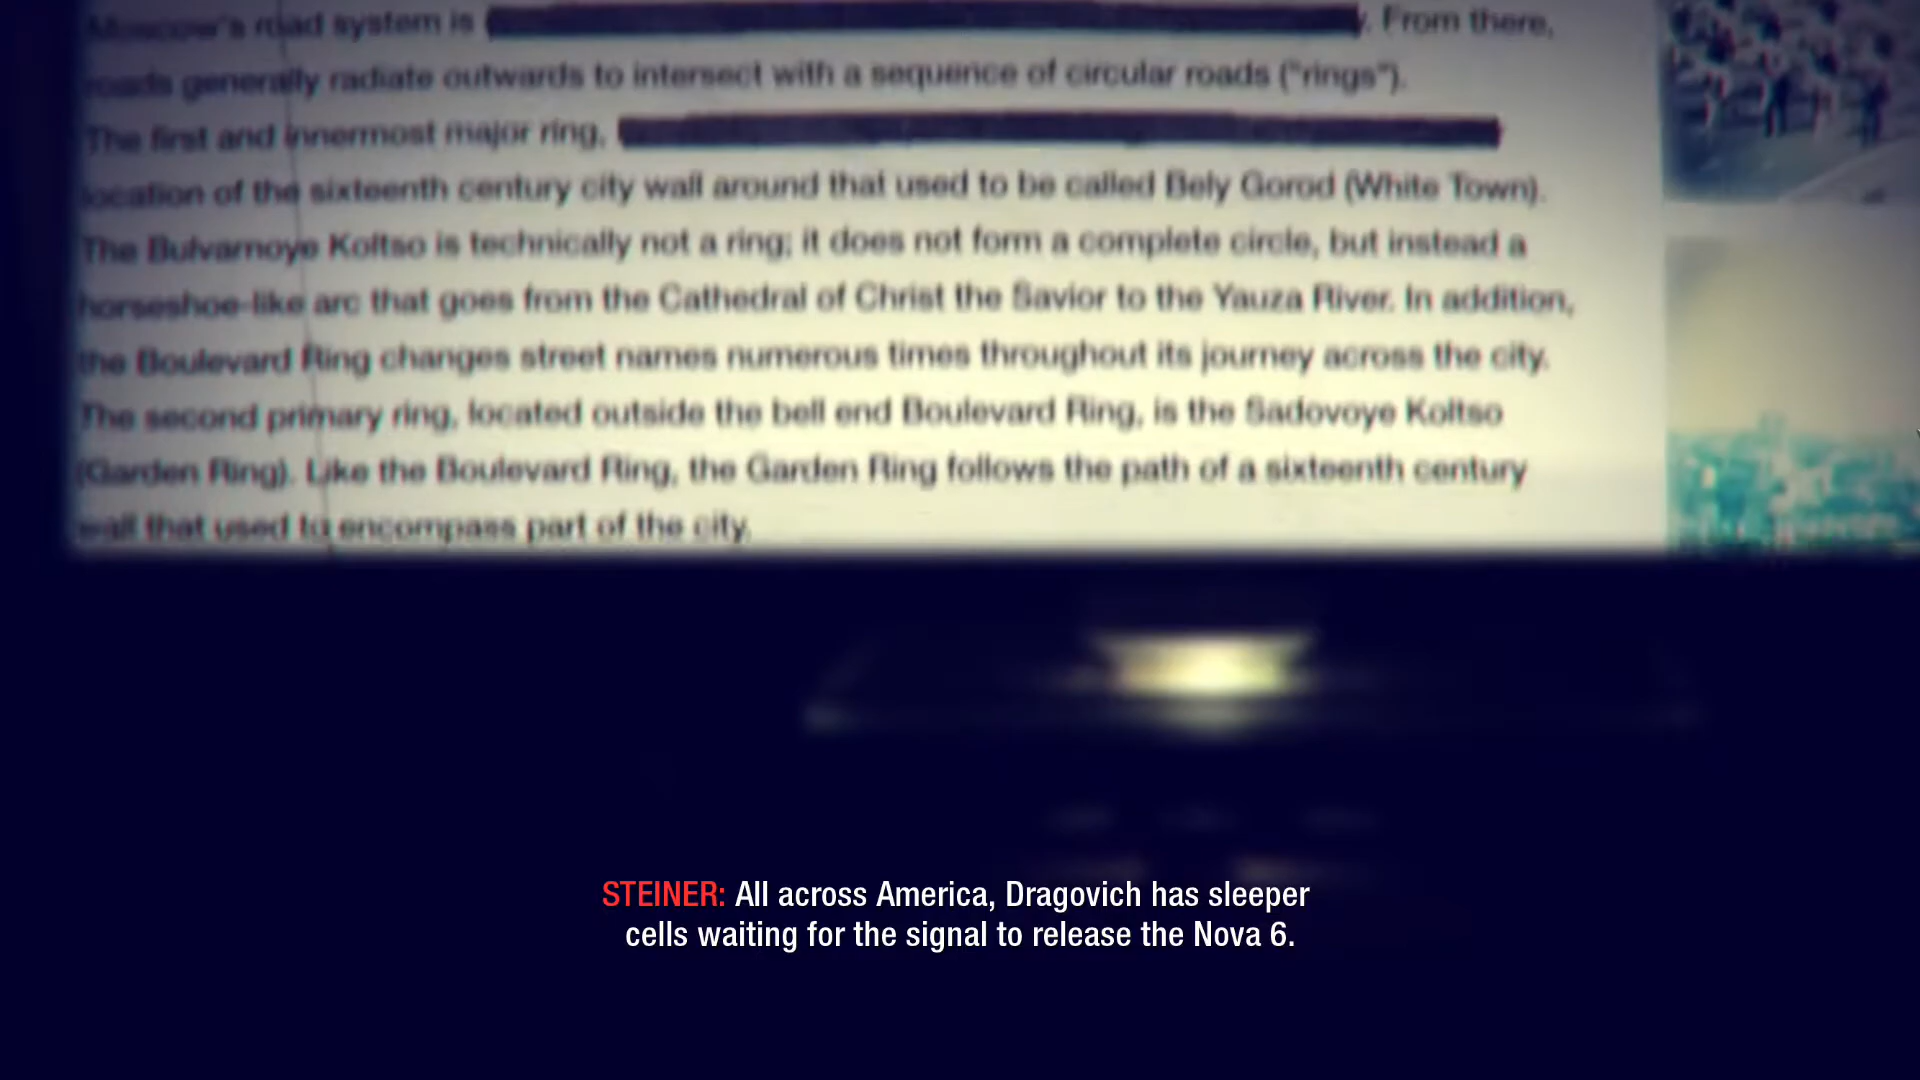 Moscow's road system is y. From there,
roads generally radiate outwards to intersect with a sequence of circular roads ("rings").
The first and innermost major ring,
location of the sixteenth century city wall around that used to be called Bely Gorod (White Town).
The Bulvarnoye Koltso is technically not a ring; it does not form a complete circle, but instead a
horseshoe-like arc that goes from the Cathedral of Christ the Savior to the Yauza River. In addition,
the Boulevard Ring changes street names numerous times throughout its journey across the city.
The second primary ring, located outside the bell end Boulevard Ring, is the Sadovoye Koltso
(Garden Ring). Like the Boulevard Ring, the Garden Ring follows the path of a sixteenth century
wall that used to encompass part of the city.
STEINER: All across America, Dragovich has sleeper
cells waiting for the signal to release the Nova 6.